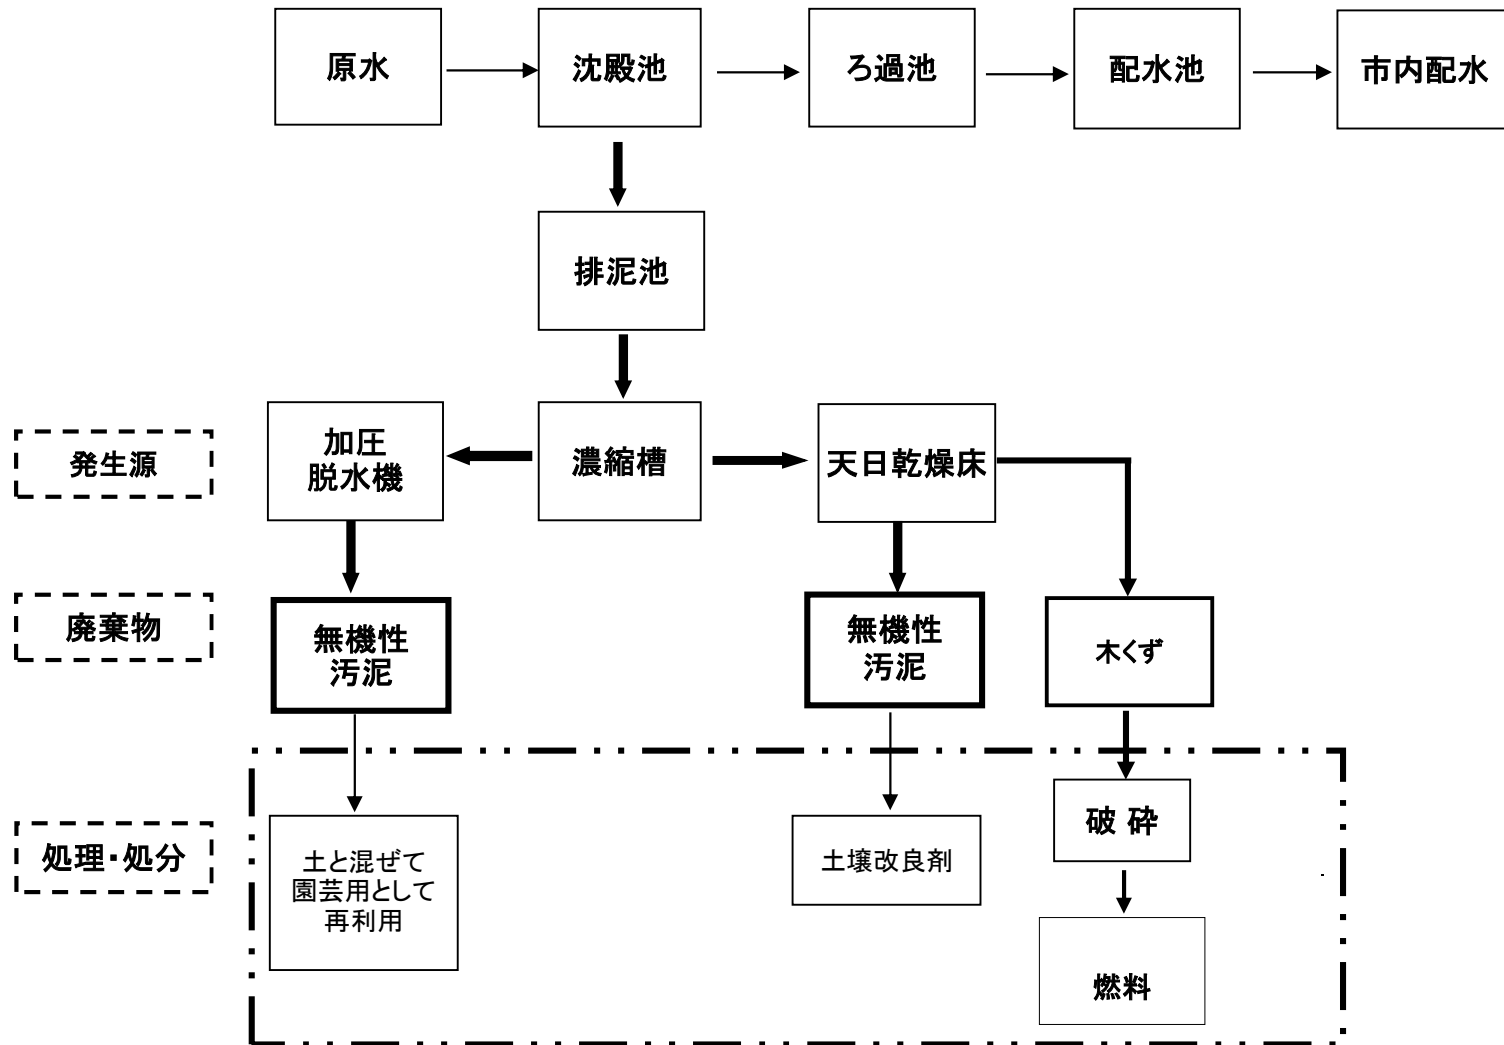 原水
沈殿池
ろ過池
配水池
市内配水
排泥池
発生源
加圧
脱水機
濃縮槽
天日乾燥床
廃棄物
無機性
汚泥
無機性
汚泥
木くず
処理・処分
土と混ぜて
園芸用として
再利用
土壌改良剤
破 砕
燃料